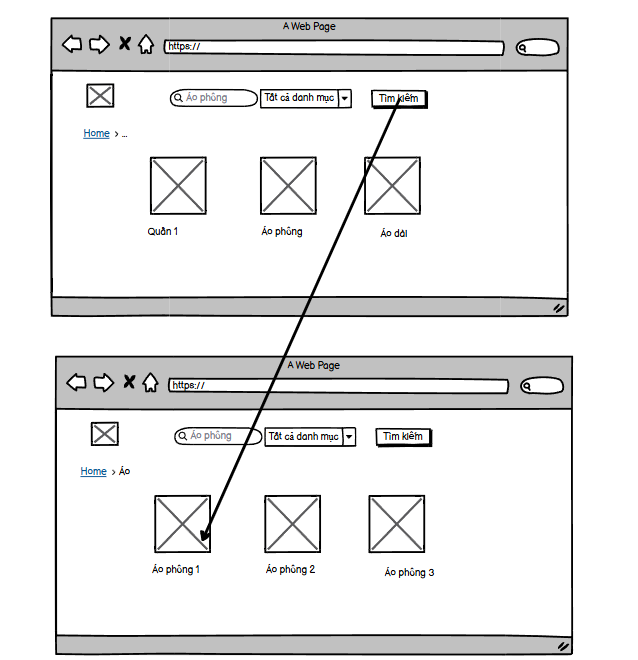 A Web Page
https://
Áo phông Tất cả danh mục Tìm kiếm
Home > ...
Quần 1 Áo phông Áo dài
A Web Page
https://
Áo phông Tất cả danh mục Tìm kiếm
Home > Áo
Áo phông 1 Áo phông 2 Áo phông 3